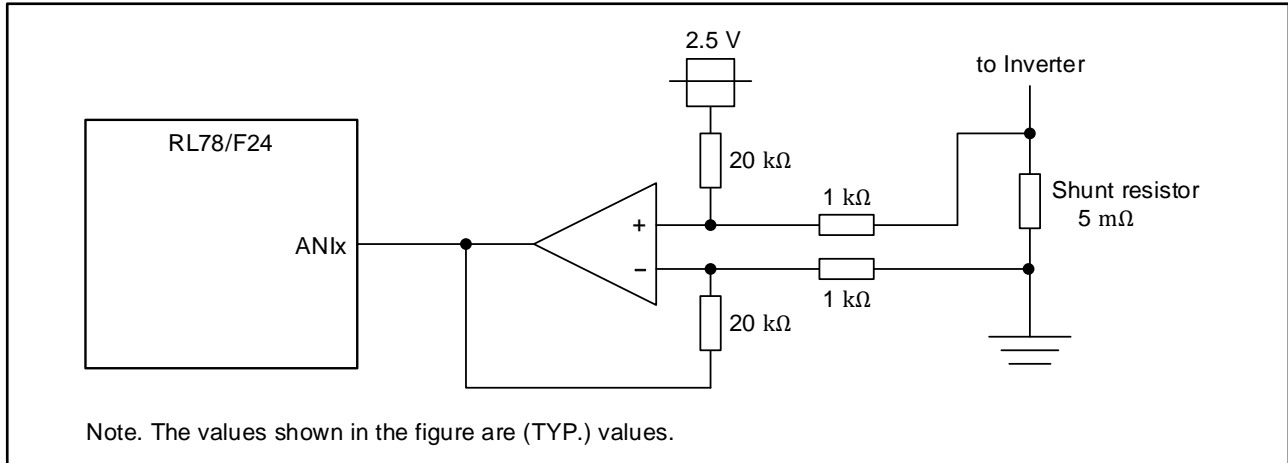 2.5 V
to Inverter
RL78/F24
20 kΩ
1 kΩ
Shunt resistor
5 mΩ
+
ANIx
−
1 kΩ
20 kΩ
Note. The values shown in the figure are (TYP.) values.